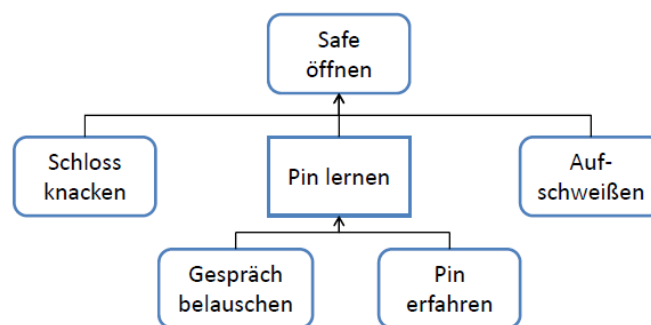 Safe
öffnen
Schloss
knacken
Pin lernen
Auf-
schweißen
Gespräch
belauschen
Pin
erfahren